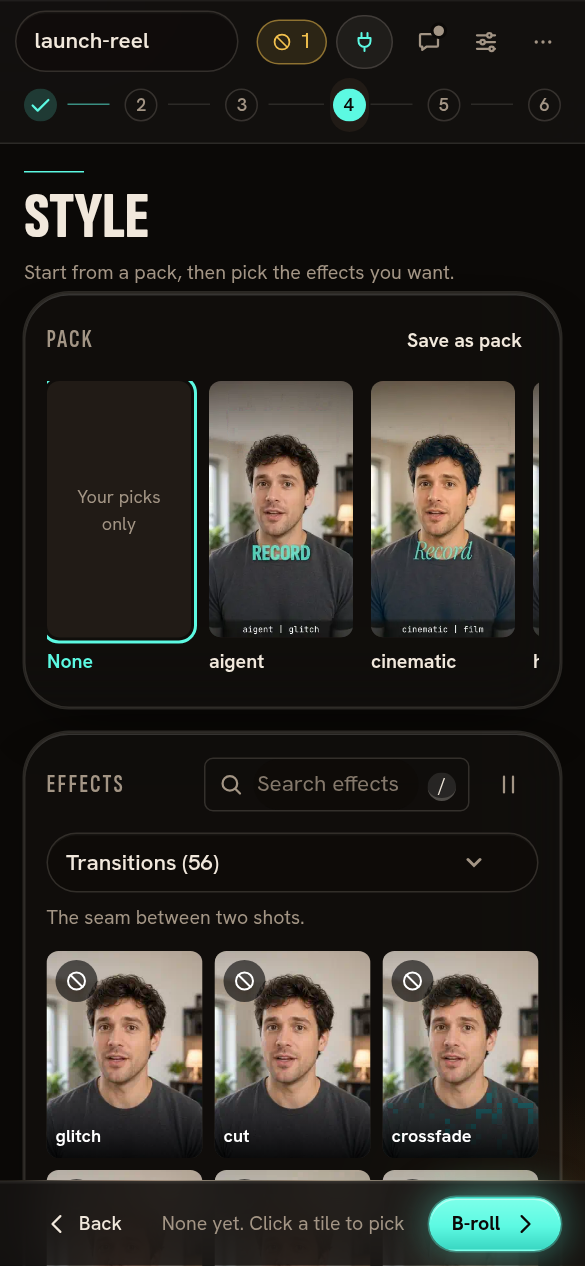 launch-reel
1
2
3
4
5
6
STYLE
Start from a pack, then pick the effects you want.
PACK
Save as pack
Your picks
only
RECORD
aigent | glitch
Record
cinematic | film
None
aigent
cinematic
EFFECTS
Search effects
/
Transitions (56)
The seam between two shots.
glitch
cut
crossfade
Back
None yet. Click a tile to pick
B-roll